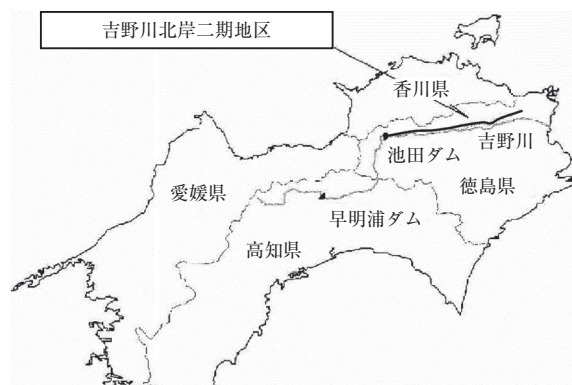 吉野川北岸二期地区
香川県
吉野川
池田ダム
徳島県
愛媛県
早明浦ダム
高知県